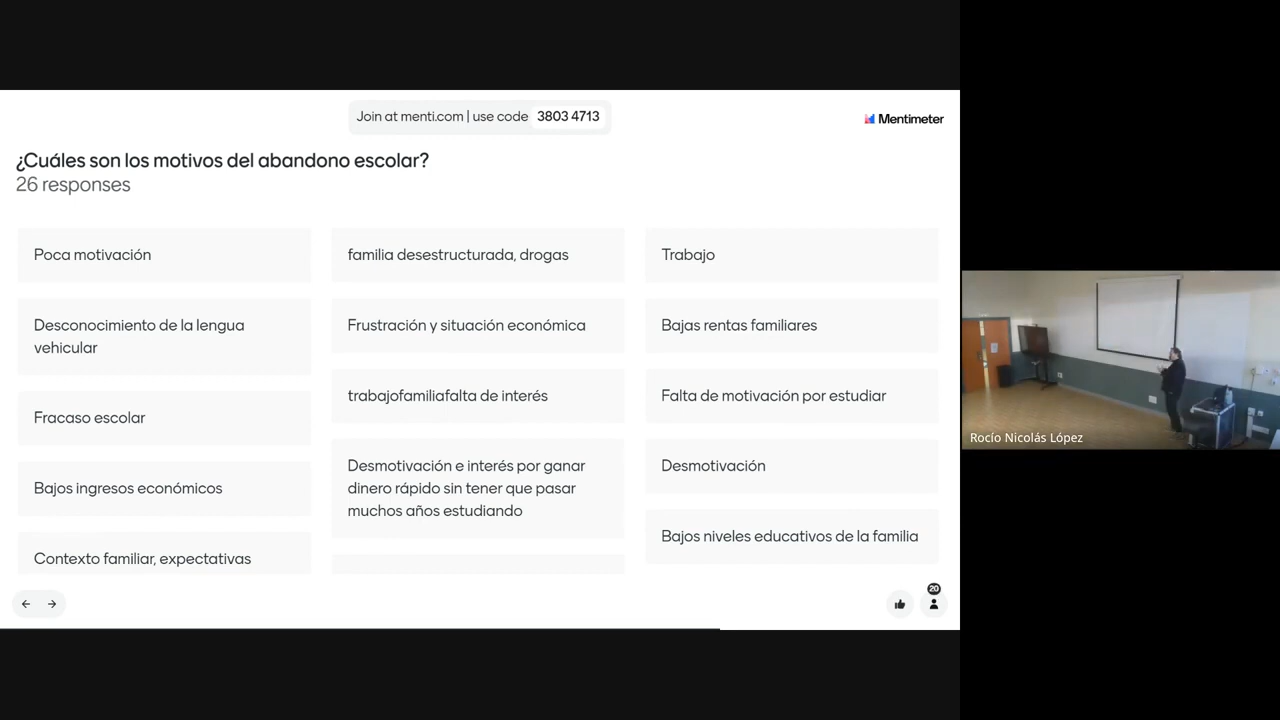 Join at menti.com | use code 3803 4713
Mentimeter
¿Cuáles son los motivos del abandono escolar?
26 responses
Poca motivación
Desconocimiento de la lengua
vehicular
Fracaso escolar
Bajos ingresos económicos
Contexto familiar, expectativas
familia desestructurada, drogas
Frustración y situación económica
trabajofamiliafalta de interés
Desmotivación e interés por ganar
dinero rápido sin tener que pasar
muchos años estudiando
Trabajo
Bajas rentas familiares
Falta de motivación por estudiar
Desmotivación
Bajos niveles educativos de la familia
20
Rocío Nicolás López